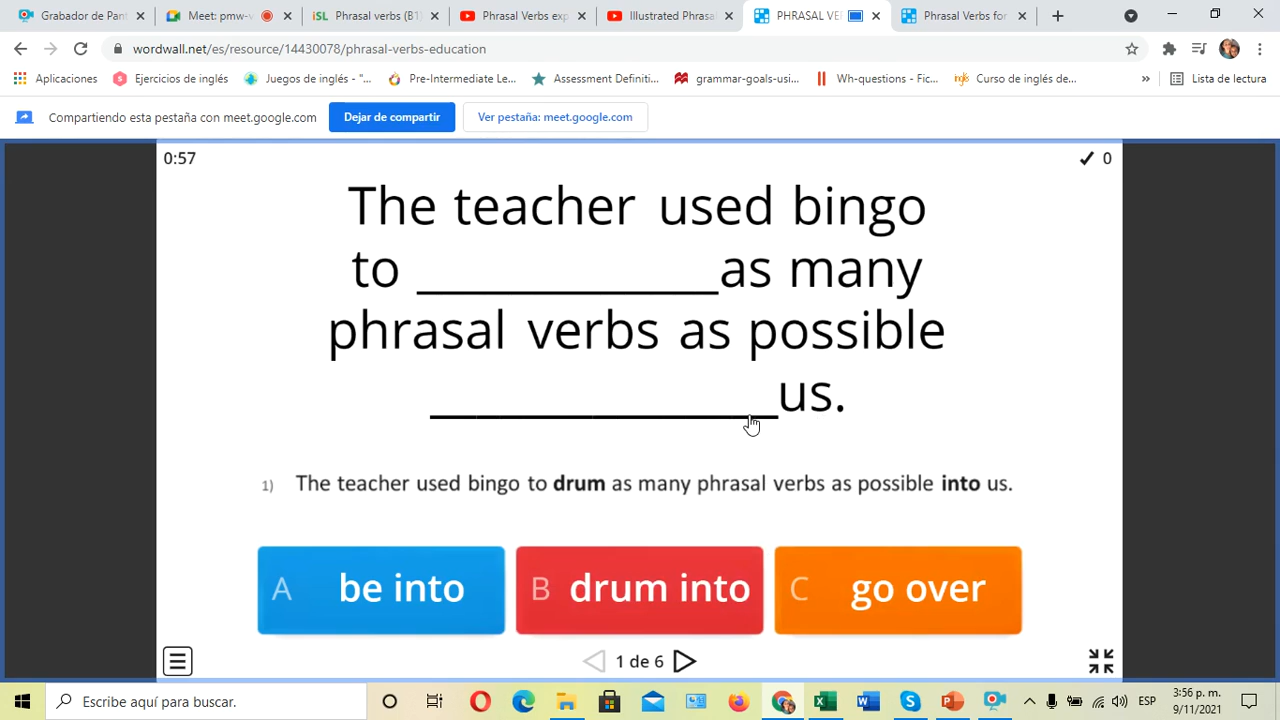 Grabador de Pant
Meet: pmw-v
iSL Phrasal verbs (B1)
Phrasal Verbs exp
Illustrated Phrasal
PHRASAL VE
Phrasal Verbs for
wordwall.net/es/resource/14430078/phrasal-verbs-education
Aplicaciones
Ejercicios de inglés
Juegos de inglés - "...
Pre-Intermediate Le...
Assessment Definiti...
grammar-goals-usi...
Wh-questions - Fic...
Curso de inglés de...
»
Lista de lectura
Compartiendo esta pestaña con meet.google.com
Dejar de compartir
Ver pestaña: meet.google.com
0:57
0
The teacher used bingo
to ____________as many
phrasal verbs as possible
______________us.
1) The teacher used bingo to drum as many phrasal verbs as possible into us.
A be into
B drum into
C go over
1 de 6
Escribe aquí para buscar.
ESP
3:56 p. m.
9/11/2021